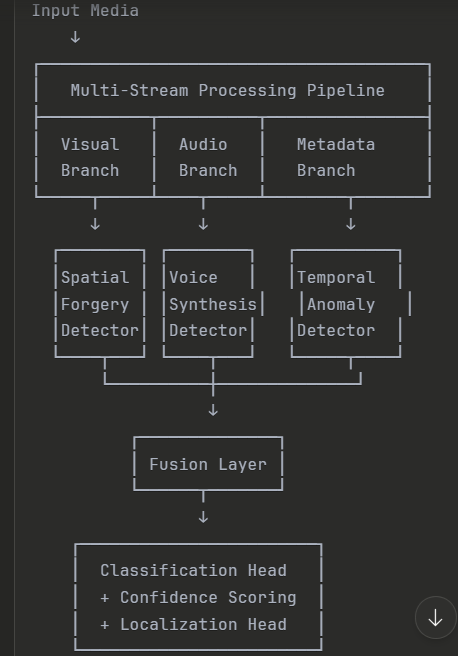 Input Media
↓
Multi-Stream Processing Pipeline
Visual Audio Metadata
Branch Branch Branch
↓ ↓ ↓
Spatial Voice Temporal
Forgery Synthesis Anomaly
Detector Detector Detector
↓
Fusion Layer
↓
Classification Head
+ Confidence Scoring
+ Localization Head